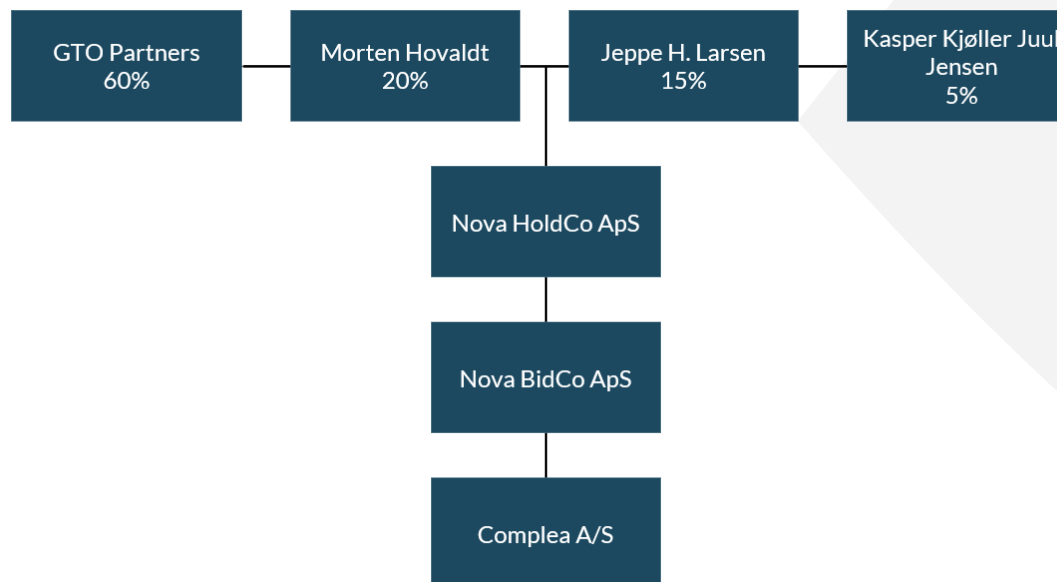 GTO Partners
60%
Morten Hovaldt
20%
Jeppe H. Larsen
15%
Kasper Kjøller Juul
Jensen
5%
Nova HoldCo ApS
Nova BidCo ApS
Complea A/S